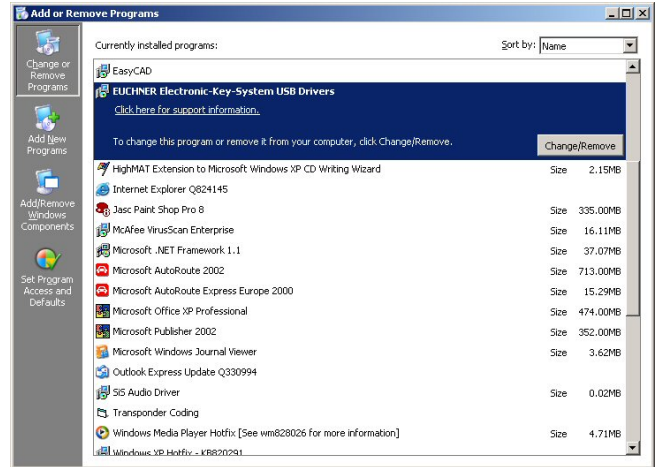 Add or Remove Programs
Change or
Remove
Programs
Add New
Programs
Add/Remove
Windows
Components
Set Program
Access and
Defaults
Currently installed programs: Sort by: Name
EasyCAD
EUCHNER Electronic-Key-System USB Drivers
Click here for support information.
To change this program or remove it from your computer, click Change/Remove. Change/Remove
HighMAT Extension to Microsoft Windows XP CD Writing Wizard Size 2.15MB
Internet Explorer Q824145
Jasc Paint Shop Pro 8 Size 335.00MB
McAfee VirusScan Enterprise Size 16.11MB
Microsoft .NET Framework 1.1 Size 37.07MB
Microsoft AutoRoute 2002 Size 713.00MB
Microsoft AutoRoute Express Europe 2000 Size 15.29MB
Microsoft Office XP Professional Size 474.00MB
Microsoft Publisher 2002 Size 352.00MB
Microsoft Windows Journal Viewer Size 3.62MB
Outlook Express Update Q330994
SiS Audio Driver Size 0.02MB
Transponder Coding
Windows Media Player Hotfix [See wm828026 for more information] Size 4.71MB
Windows XP Hotfix - KB820291